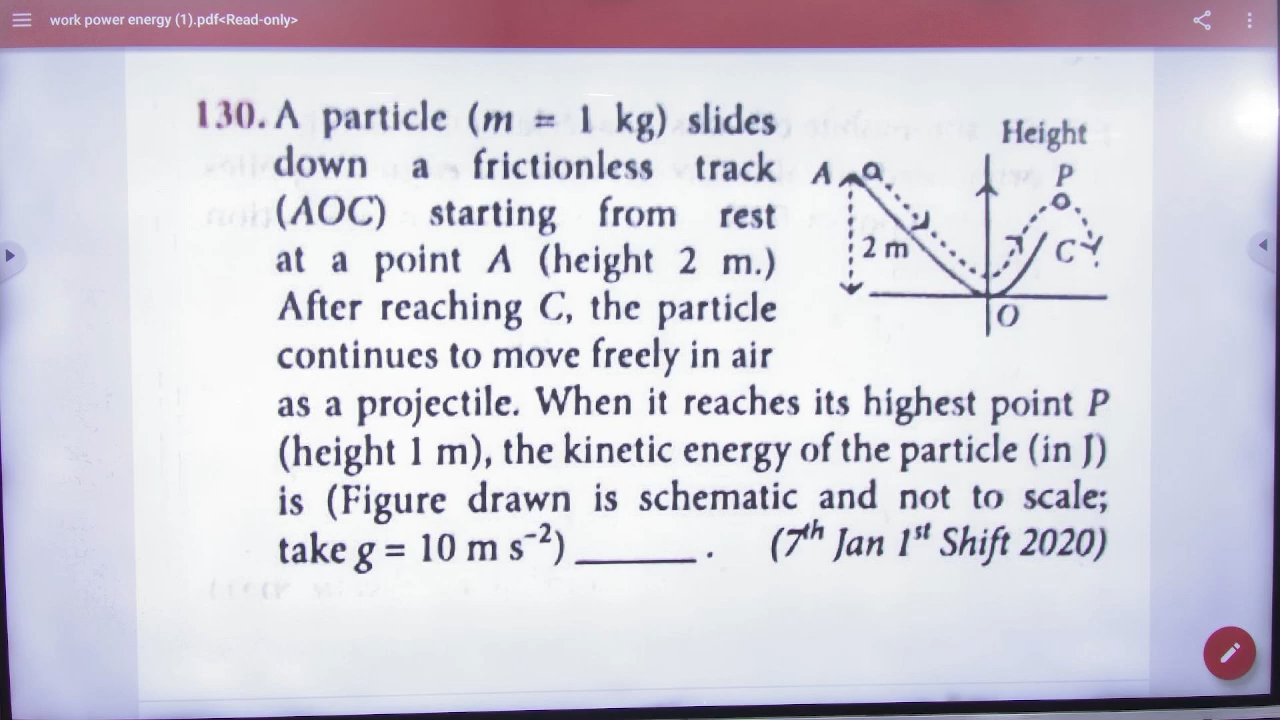 work power energy (1).pdf<Read-only>
130. A particle (m = 1 kg) slides
down a frictionless track
(AOC) starting from rest
at a point A (height 2 m.)
After reaching C, the particle
continues to move freely in air
as a projectile. When it reaches its highest point P
(height 1 m), the kinetic energy of the particle (in J)
is (Figure drawn is schematic and not to scale;
take g = 10 m s⁻²) ______ . (7th Jan 1st Shift 2020)
Height
A
P
2 m
C
O